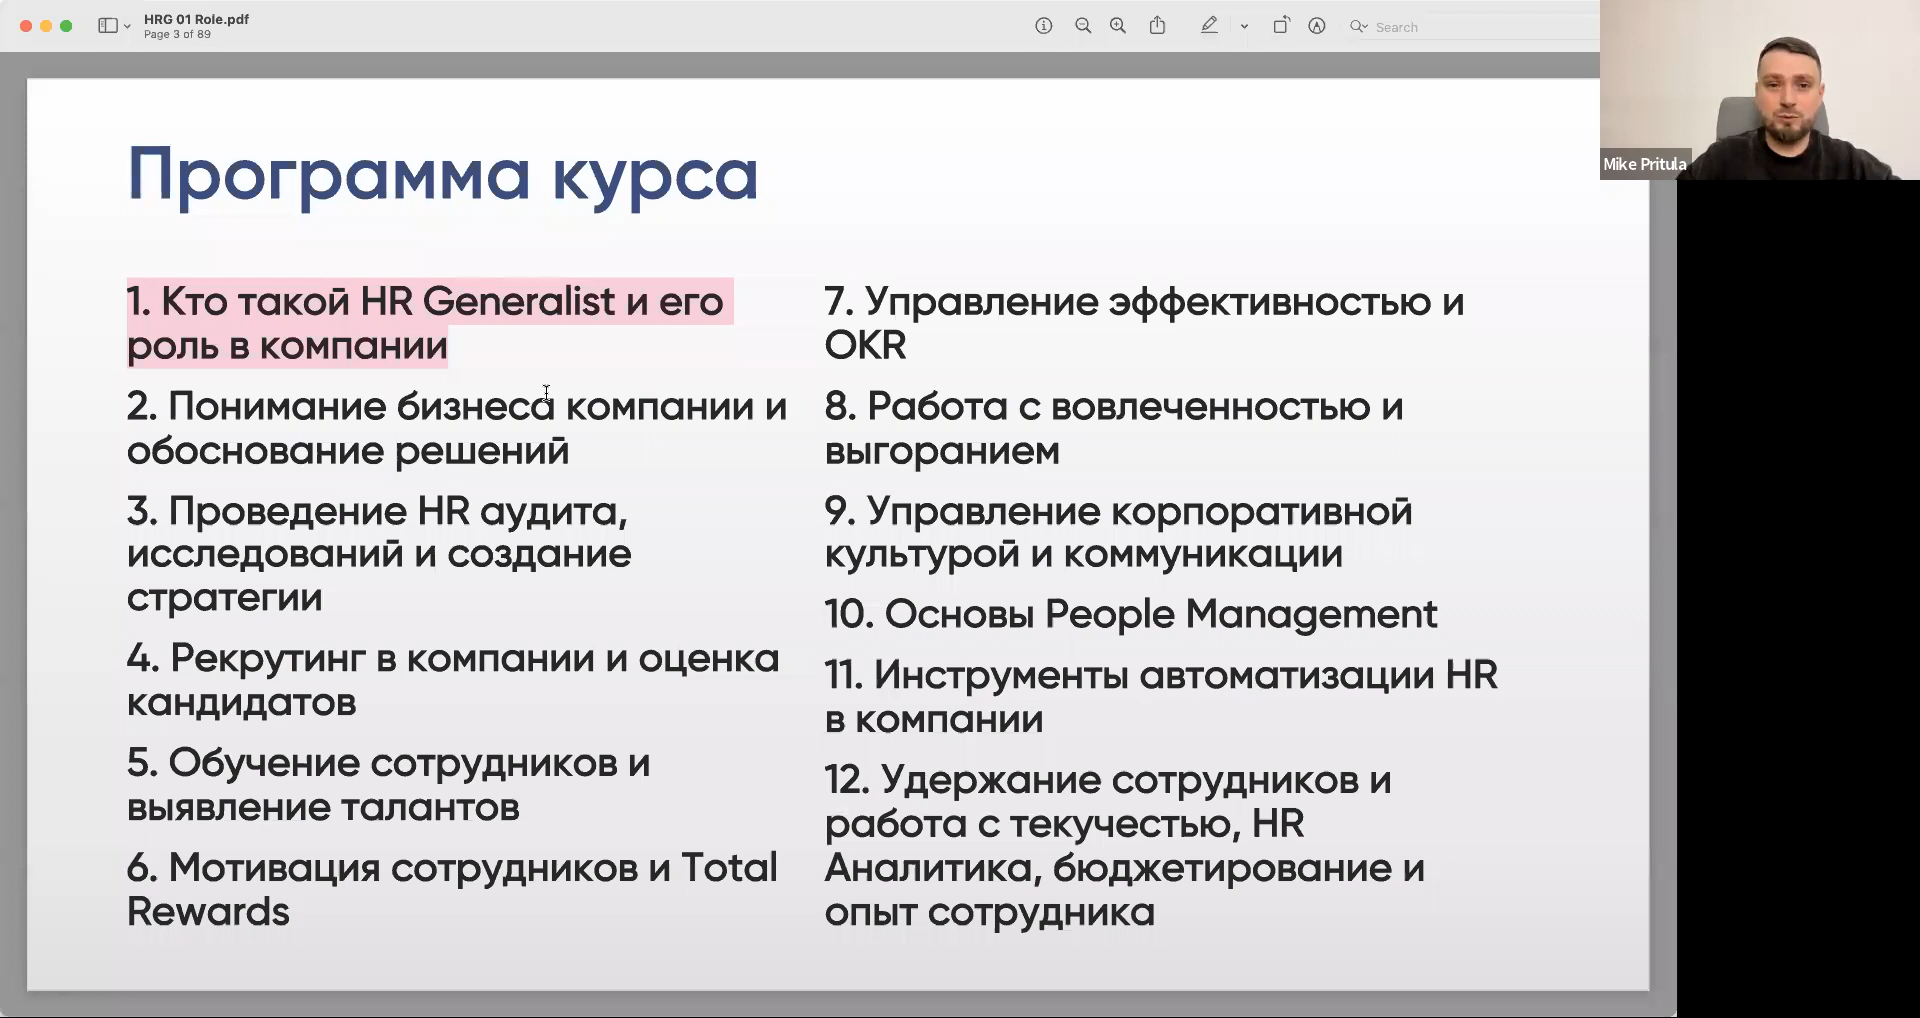 HRG 01 Role.pdf
Page 3 of 89
Search
Mike Pritula
Программа курса
1. Кто такой HR Generalist и его
роль в компании
2. Понимание бизнеса компании и
обоснование решений
3. Проведение HR аудита,
исследований и создание
стратегии
4. Рекрутинг в компании и оценка
кандидатов
5. Обучение сотрудников и
выявление талантов
6. Мотивация сотрудников и Total
Rewards
7. Управление эффективностью и
OKR
8. Работа с вовлеченностью и
выгоранием
9. Управление корпоративной
культурой и коммуникации
10. Основы People Management
11. Инструменты автоматизации HR
в компании
12. Удержание сотрудников и
работа с текучестью, HR
Аналитика, бюджетирование и
опыт сотрудника